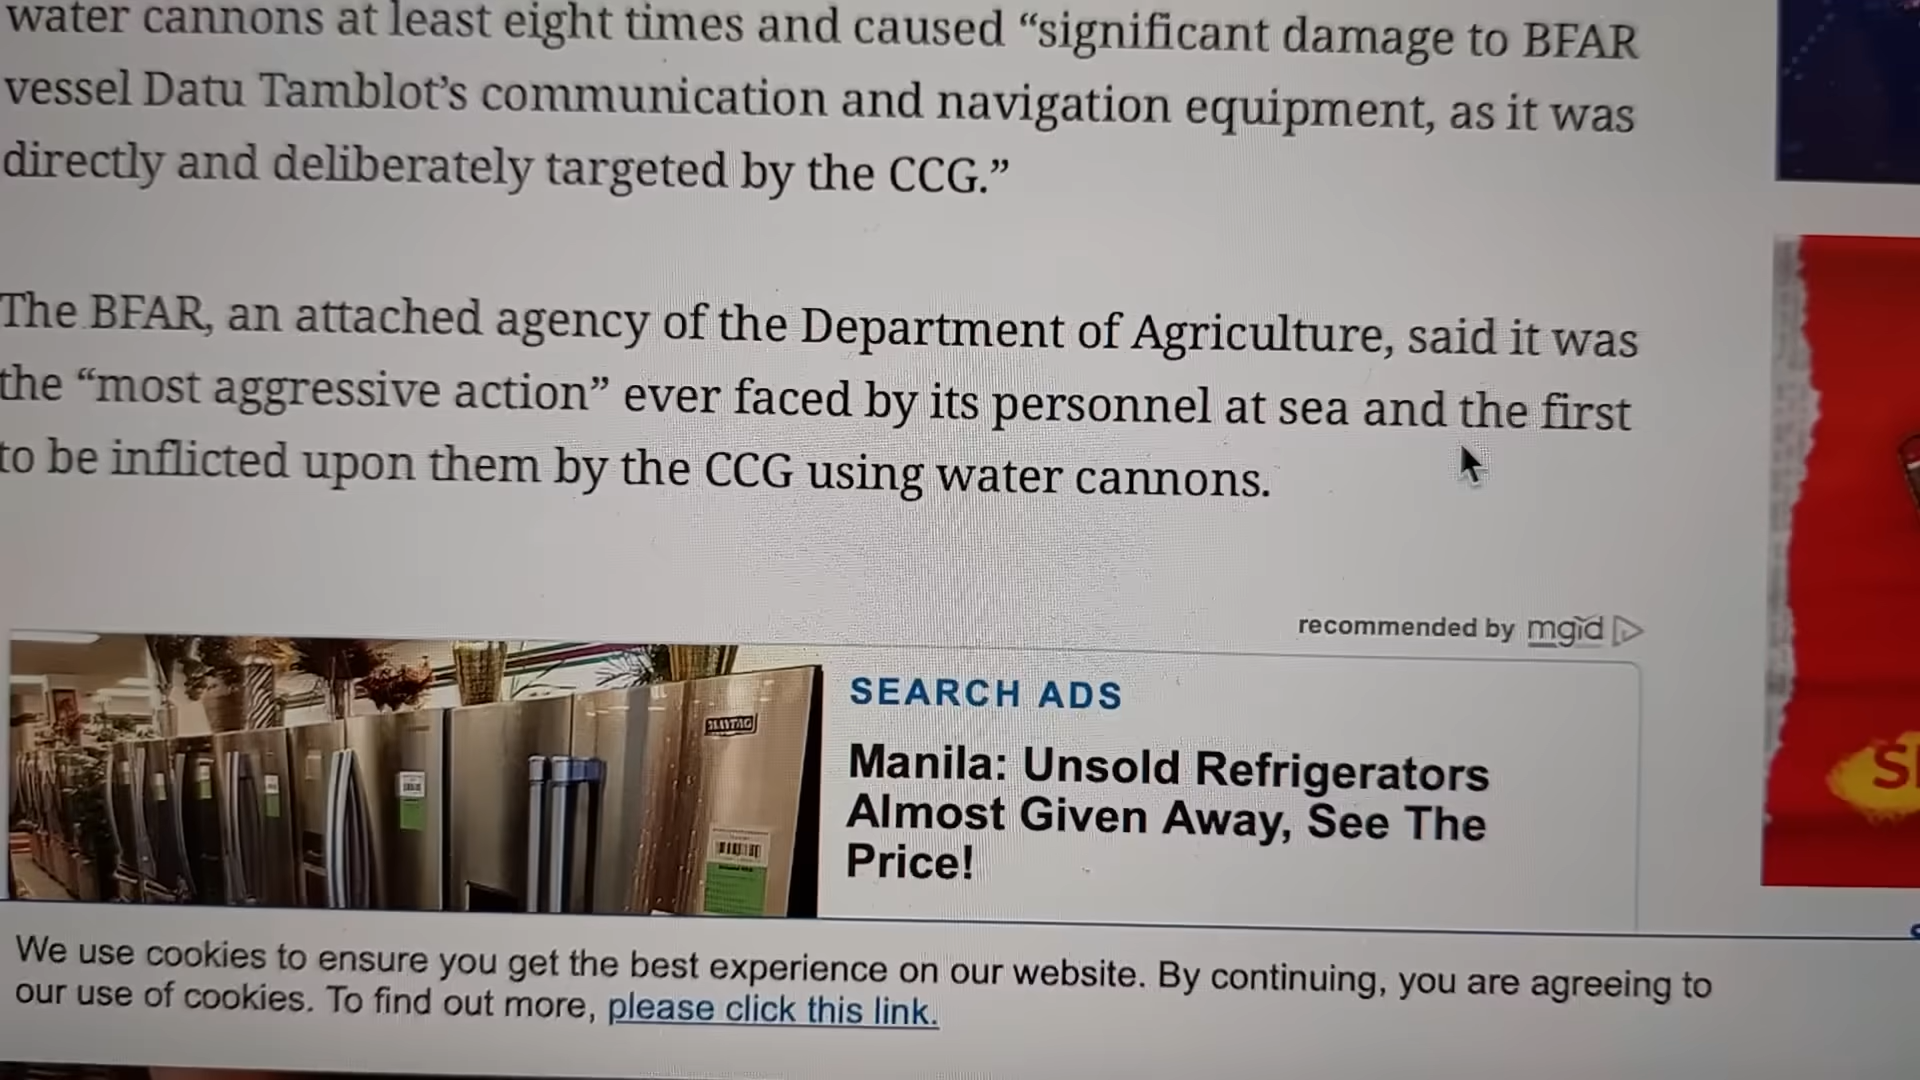 water cannons at least eight times and caused “significant damage to BFAR
vessel Datu Tamblot’s communication and navigation equipment, as it was
directly and deliberately targeted by the CCG.”
The BFAR, an attached agency of the Department of Agriculture, said it was
the “most aggressive action” ever faced by its personnel at sea and the first
to be inflicted upon them by the CCG using water cannons.
recommended by mgid
MAYTAG
SEARCH ADS
Manila: Unsold Refrigerators
Almost Given Away, See The
Price!
We use cookies to ensure you get the best experience on our website. By continuing, you are agreeing to
our use of cookies. To find out more, please click this link.